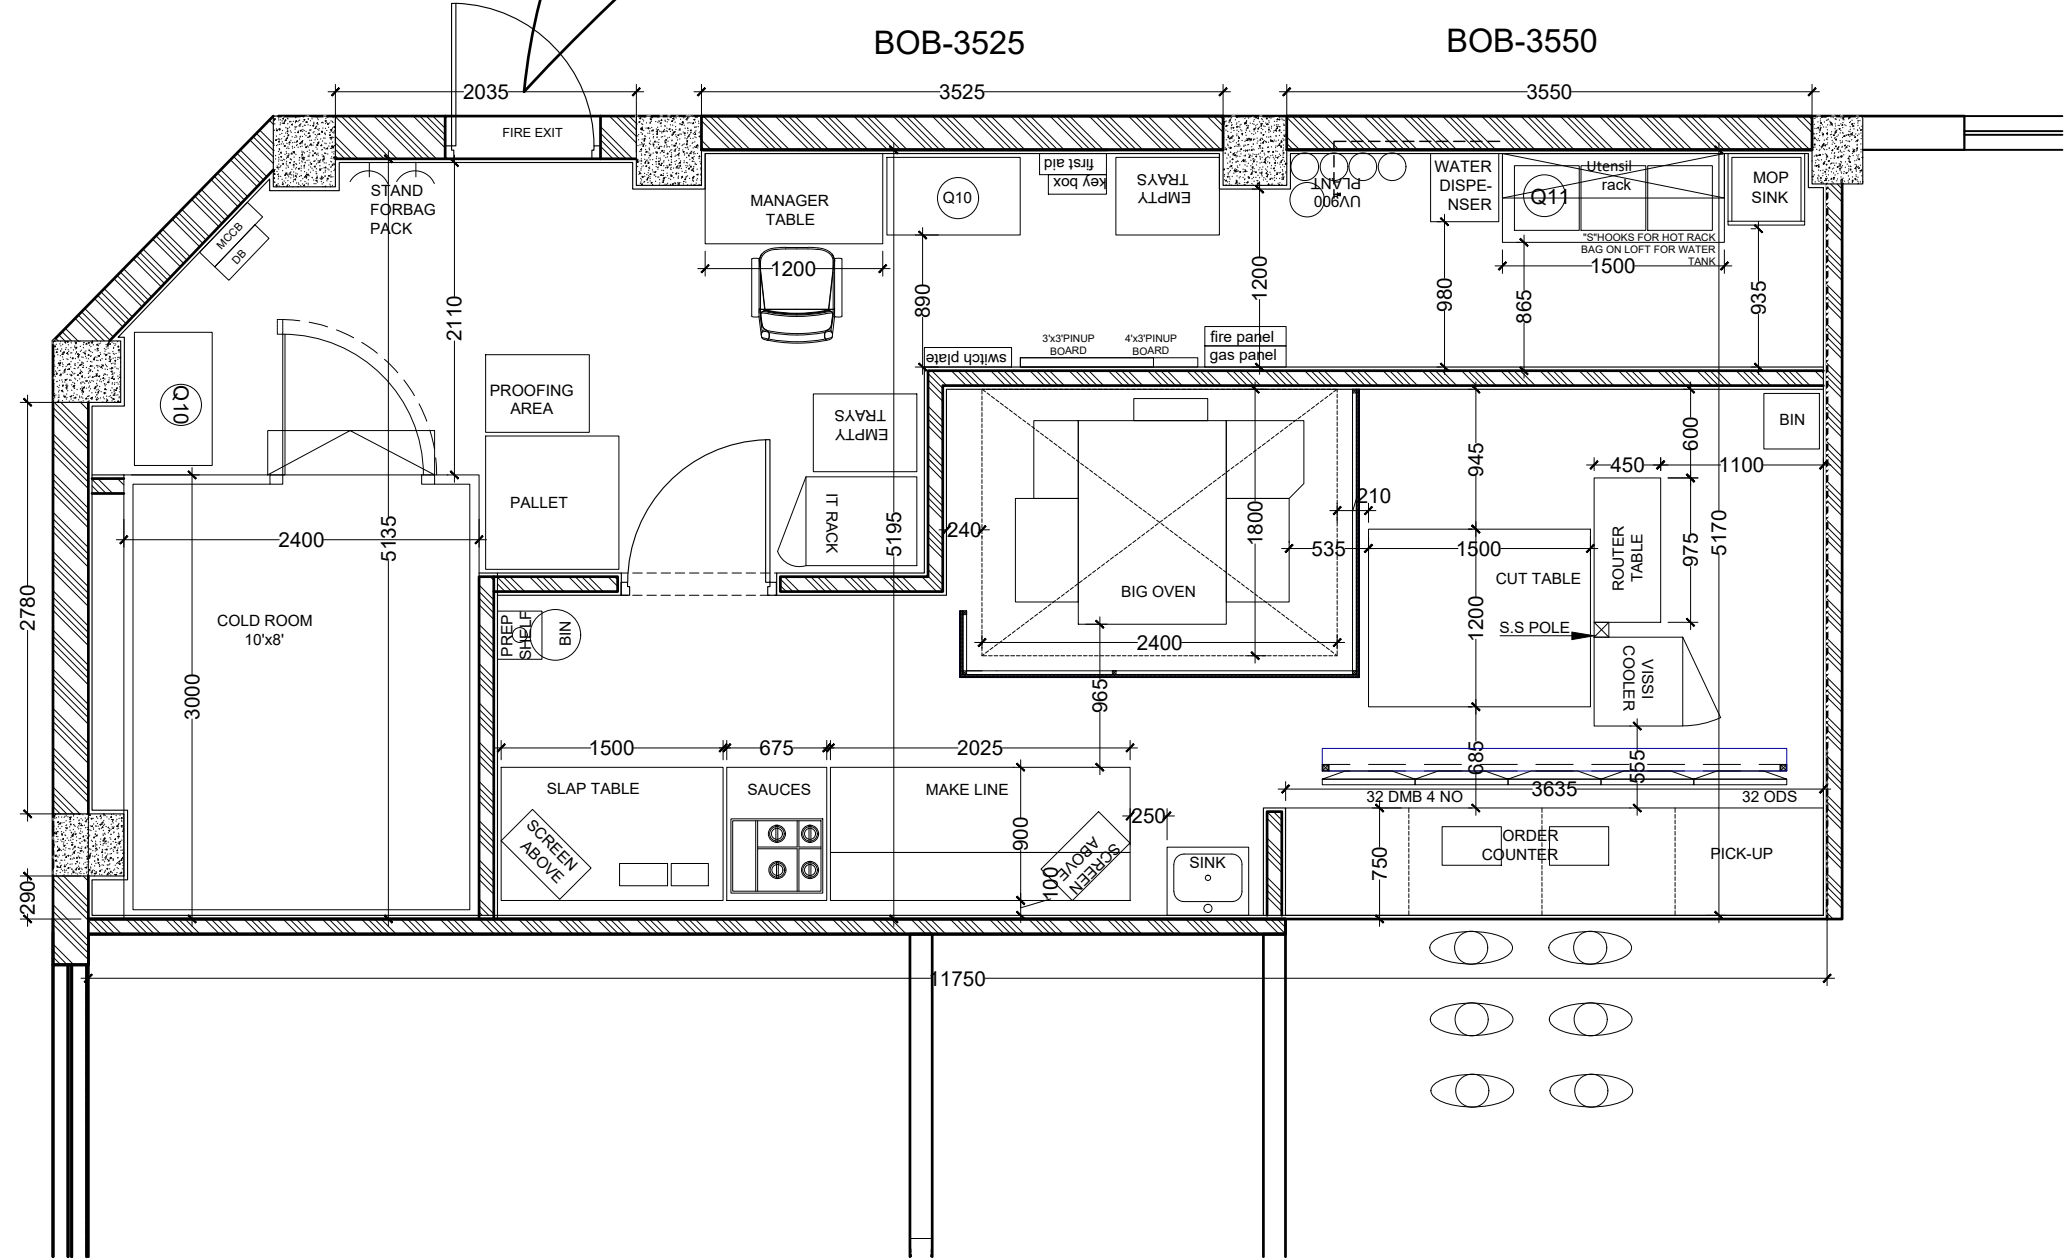 BOB-3525
BOB-3550
2035
3525
3550
FIRE EXIT
STAND
FORBAG
PACK
MCCB
DB
MANAGER
TABLE
1200
Q10
first aid
key box
EMPTY
TRAYS
UV900
PLANT
WATER
DISPE-
NSER
Utensil
rack
Q11
MOP
SINK
"S"HOOKS FOR HOT RACK
BAG ON LOFT FOR WATER
TANK
1500
2110
890
1200
980
865
935
switch plate
3'x3'PINUP
BOARD
4'x3'PINUP
BOARD
fire panel
gas panel
Q10
PROOFING
AREA
EMPTY
TRAYS
PALLET
IT RACK
BIN
600
945
450
1100
210
240
1800
535
1500
975
5170
2400
5135
5195
ROUTER
TABLE
CUT TABLE
BIG OVEN
1200
S.S POLE
2780
COLD ROOM
10'x8'
PREP
SHELF
BIN
2400
VISSI
COOLER
3000
965
1500
675
2025
685
555
SLAP TABLE
SAUCES
MAKE LINE
3635
32 DMB 4 NO
32 ODS
SCREEN
ABOVE
900
250
SCREEN
ABOVE
100
SINK
750
ORDER
COUNTER
PICK-UP
290
11750